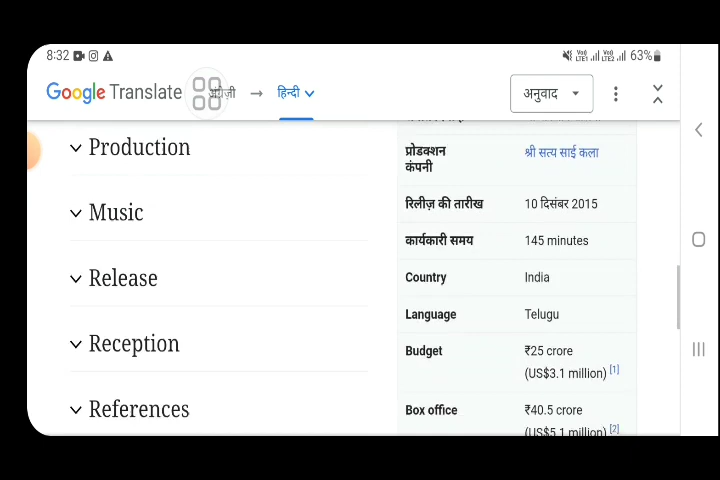 8:32 63%
Google Translate → हिन्दी अनुवाद
Production
Music
Release
Reception
References
प्रोडक्शन
कंपनी
श्री सत्य साई कला
रिलीज़ की तारीख
10 दिसंबर 2015
कार्यकारी समय
145 minutes
Country
India
Language
Telugu
Budget
₹25 crore
(US$3.1 million) [1]
Box office
₹40.5 crore
(US$5.1 million) [2]